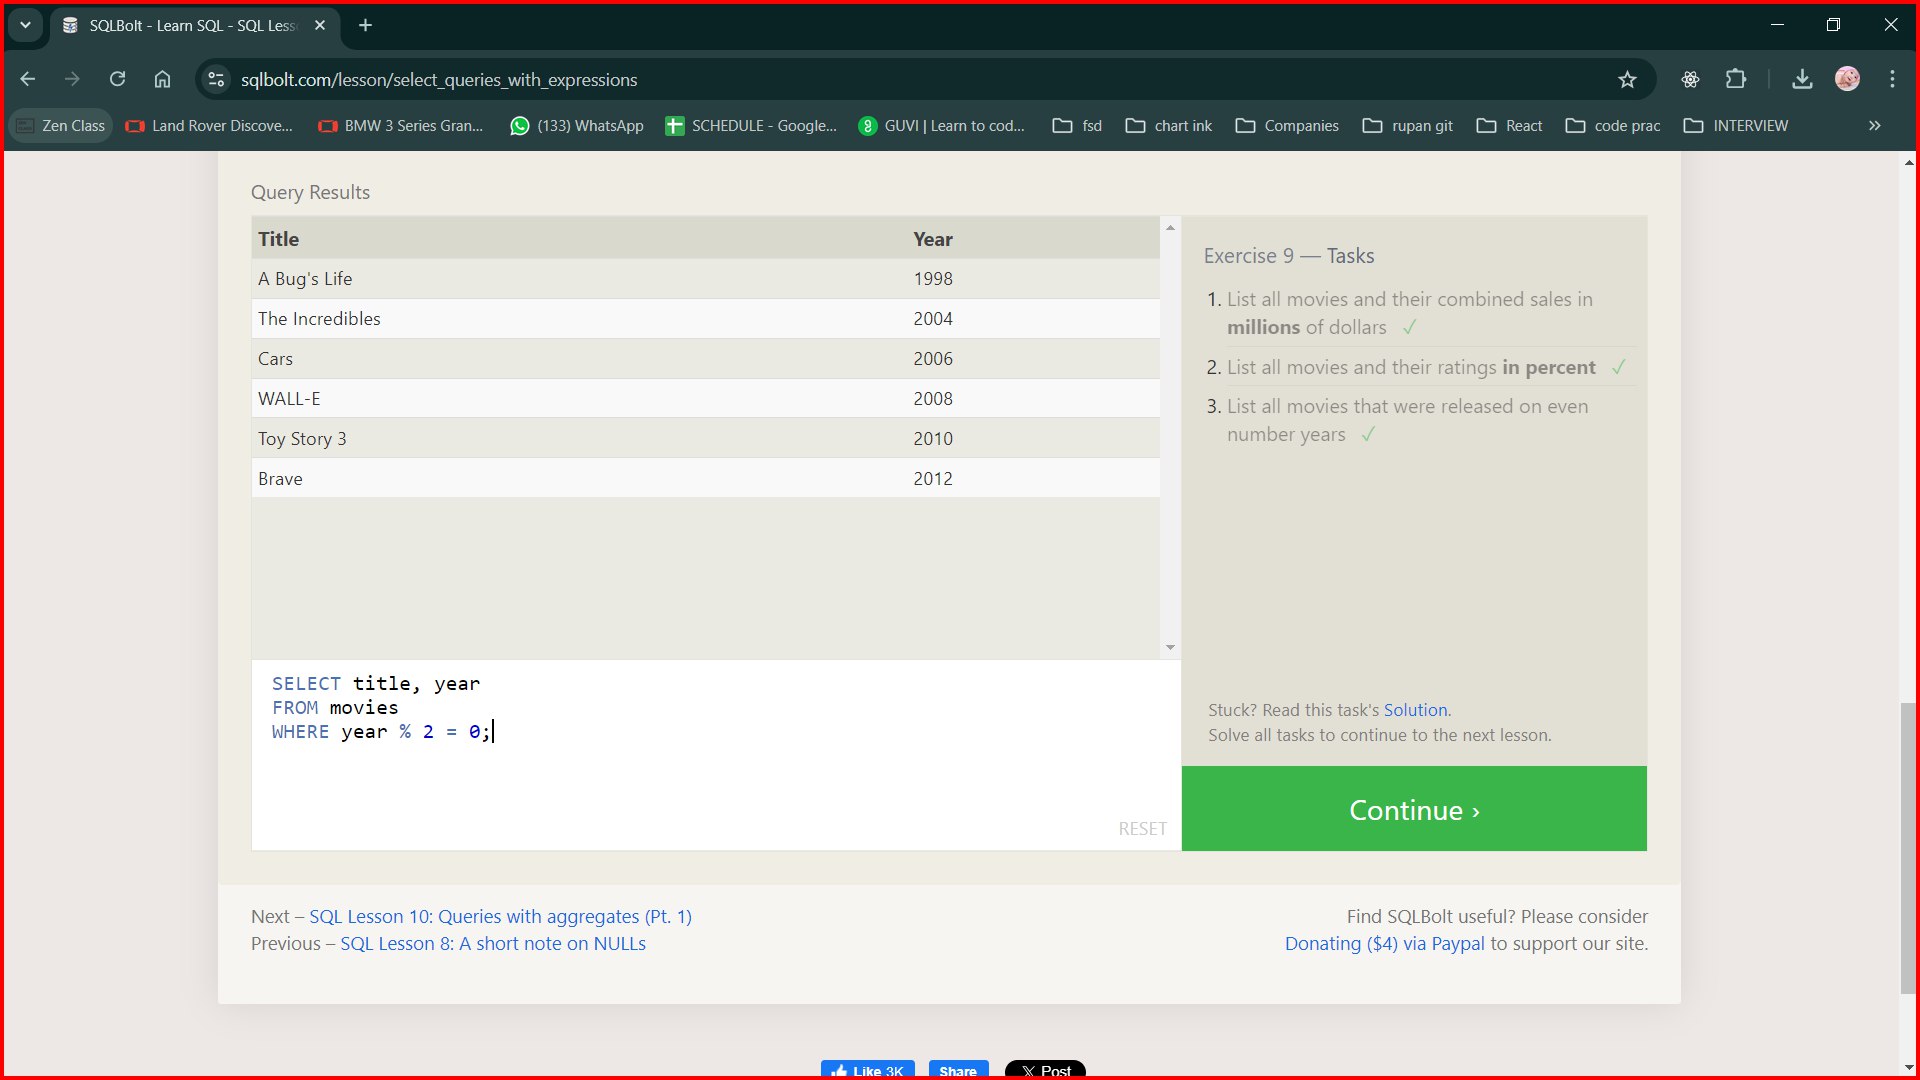 SQLBolt - Learn SQL - SQL Less
sqlbolt.com/lesson/select_queries_with_expressions
Zen Class
Land Rover Discove...
BMW 3 Series Gran...
(133) WhatsApp
SCHEDULE - Google...
GUVI | Learn to cod...
fsd
chart ink
Companies
rupan git
React
code prac
INTERVIEW
»
Query Results
Title Year
A Bug's Life 1998
The Incredibles 2004
Cars 2006
WALL-E 2008
Toy Story 3 2010
Brave 2012
SELECT title, year
FROM movies
WHERE year % 2 = 0;
RESET
Exercise 9 — Tasks
1. List all movies and their combined sales in
millions of dollars ✓
2. List all movies and their ratings in percent ✓
3. List all movies that were released on even
number years ✓
Stuck? Read this task's Solution.
Solve all tasks to continue to the next lesson.
Continue ›
Next – SQL Lesson 10: Queries with aggregates (Pt. 1)
Previous – SQL Lesson 8: A short note on NULLs
Find SQLBolt useful? Please consider
Donating ($4) via Paypal to support our site.
Like 3K
Share
X Post